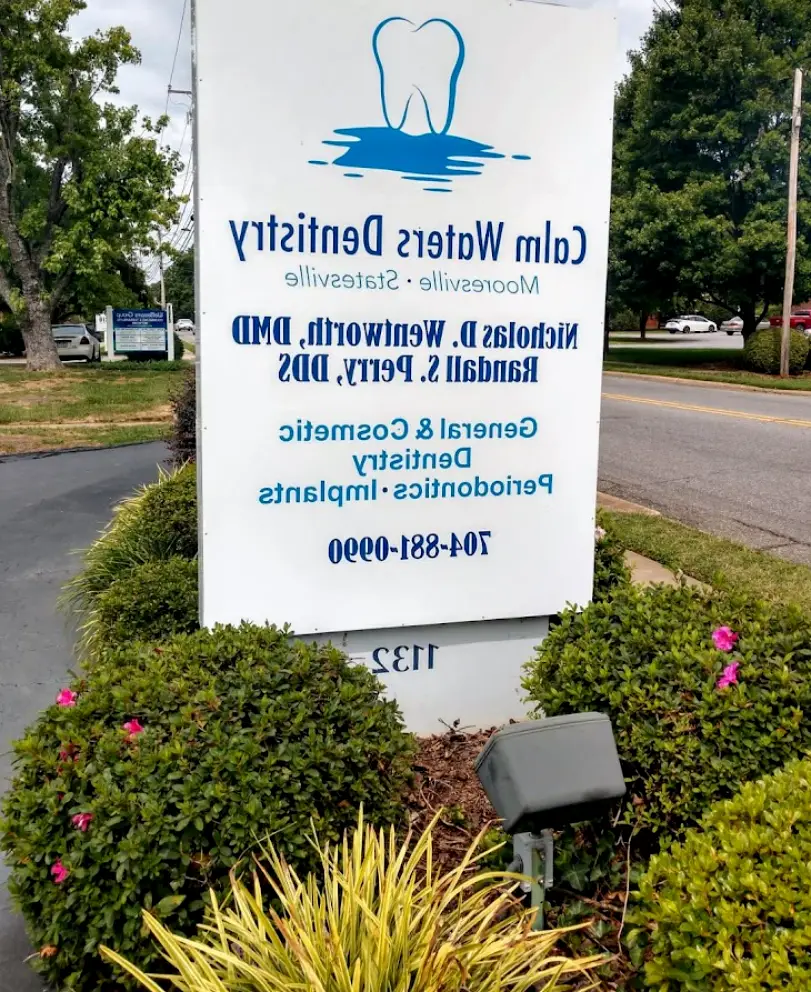 Calm Waters Dentistry
Mooresville · Statesville
Nicholas D. Wentworth, DMD
Randall S. Perry, DDS
General & Cosmetic
Dentistry
Periodontics · Implants
704-881-0990
1132